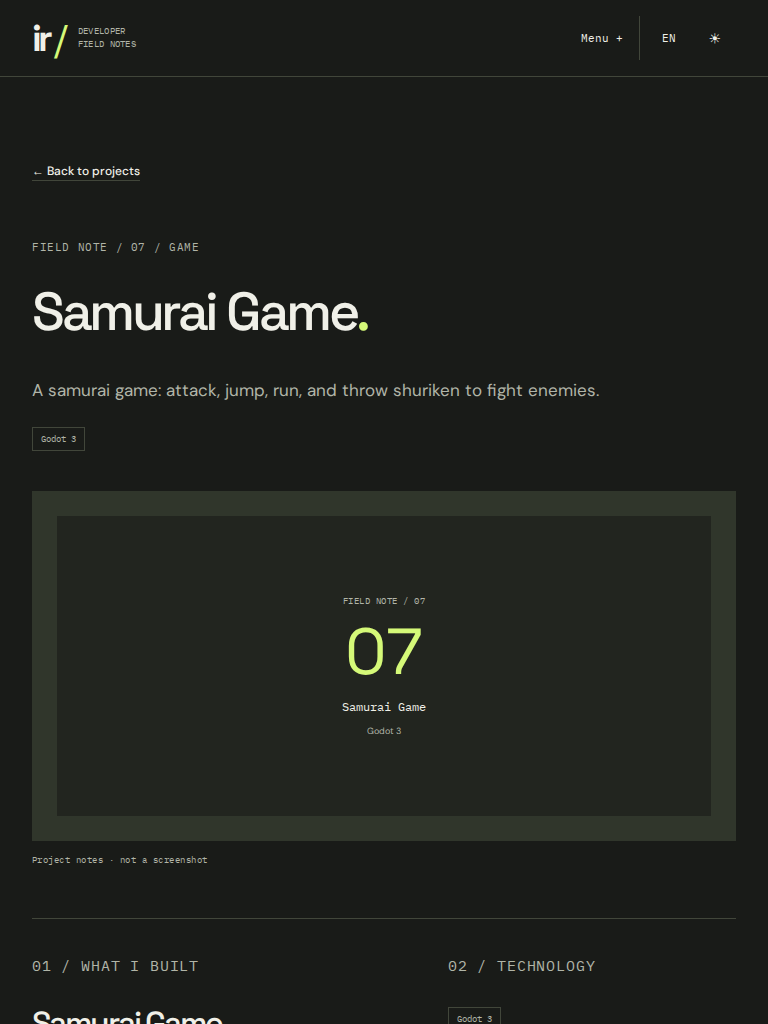 ir/
DEVELOPER
FIELD NOTES
Menu +
EN
← Back to projects
FIELD NOTE / 07 / GAME
Samurai Game.
A samurai game: attack, jump, run, and throw shuriken to fight enemies.
Godot 3
FIELD NOTE / 07
07
Samurai Game
Godot 3
Project notes · not a screenshot
01 / WHAT I BUILT
02 / TECHNOLOGY
Samurai Game
Godot 3